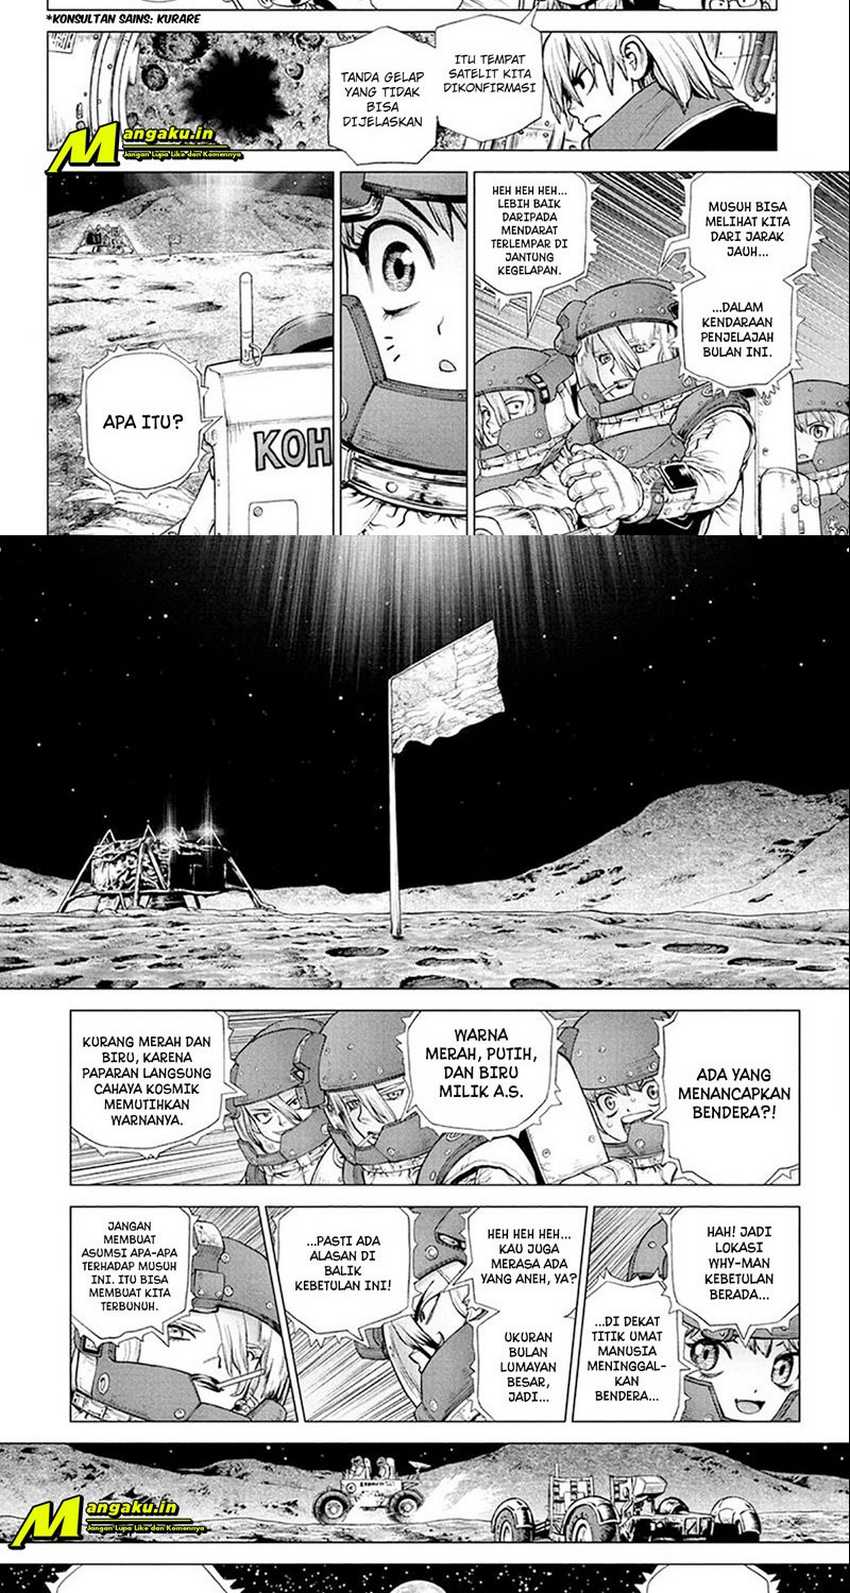 *KONSULTAN SAINS: KURARE
ITU TEMPAT
SATELIT KITA
DIKONFIRMASI
TANDA GELAP
YANG TIDAK
BISA
DIJELASKAN
Mangaku.in
Jangan Lupa Like dan Komennya
MUSUH BISA
MELIHAT KITA
DARI JARAK
JAUH...
...DALAM
KENDARAAN
PENJELAJAH
BULAN INI.
HEH HEH HEH...
LEBIH BAIK
DARIPADA
MENDARAT
TERLEMPAR DI
JANTUNG
KEGELAPAN.
APA ITU?
KOH
ADA YANG
MENANCAPKAN
BENDERA?!
WARNA
MERAH, PUTIH,
DAN BIRU
MILIK A.S.
KURANG MERAH DAN
BIRU, KARENA
PAPARAN LANGSUNG
CAHAYA KOSMIK
MEMUTIHKAN
WARNANYA.
HAH! JADI
LOKASI
WHY-MAN
KEBETULAN
BERADA...
...DI DEKAT
TITIK UMAT
MANUSIA
MENINGGAL-
KAN
BENDERA...
HEH HEH HEH...
KAU JUGA
MERASA ADA
YANG ANEH, YA?
UKURAN
BULAN
LUMAYAN
BESAR,
JADI...
...PASTI ADA
ALASAN DI
BALIK
KEBETULAN INI!
JANGAN
MEMBUAT
ASUMSI APA-APA
TERHADAP MUSUH
INI. ITU BISA
MEMBUAT KITA
TERBUNUH.
Mangaku.in
Jangan Lupa Like dan Komennya